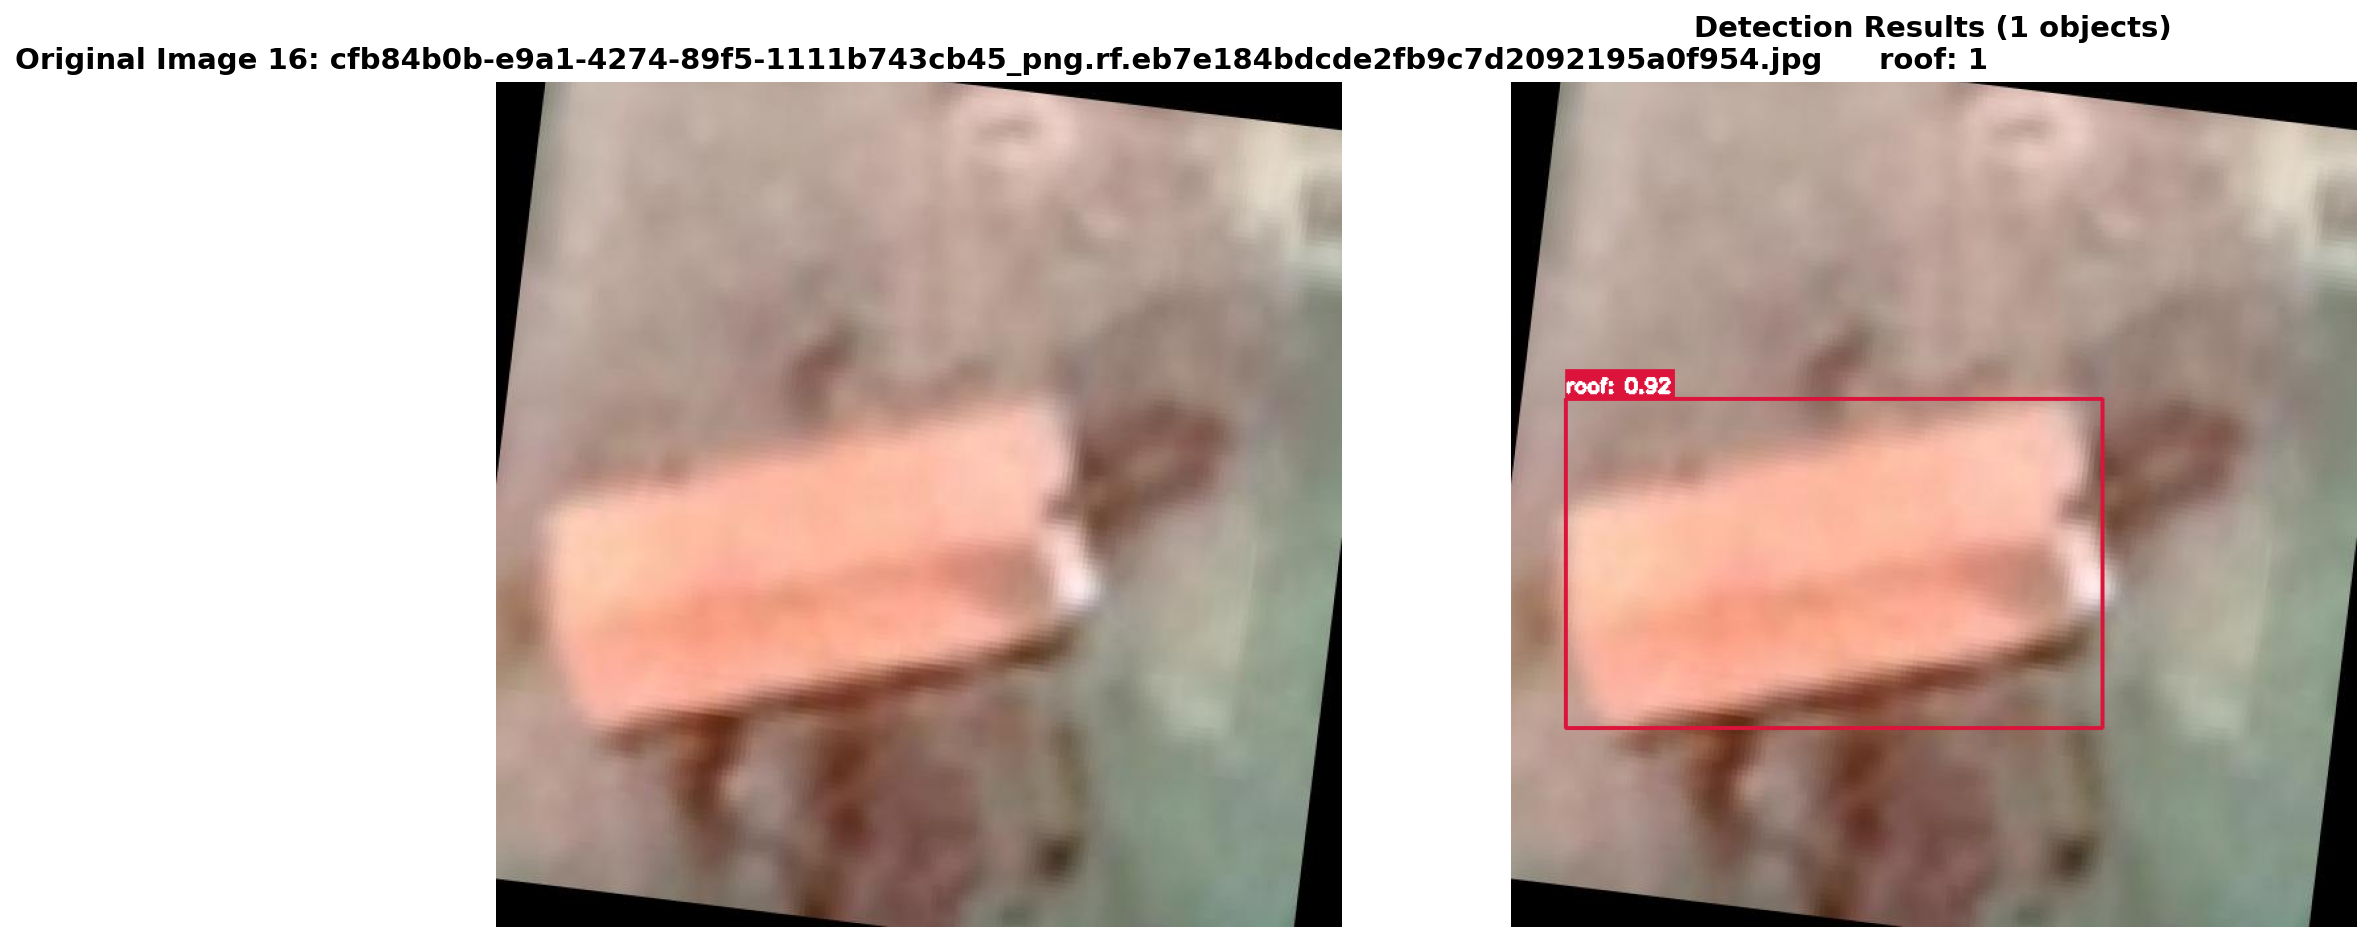 Detection Results (1 objects)
Original Image 16: cfb84b0b-e9a1-4274-89f5-1111b743cb45_png.rf.eb7e184bdcde2fb9c7d2092195a0f954.jpg
roof: 1
roof: 0.92